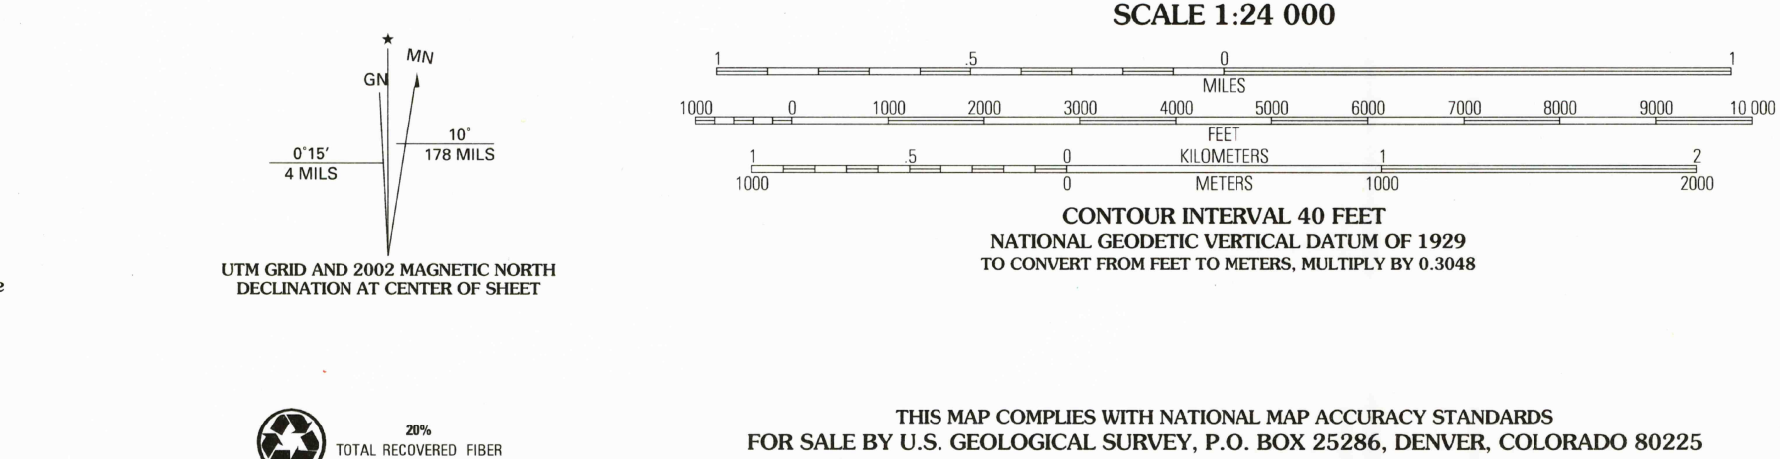 SCALE 1:24 000
★
MN
GN
10°
178 MILS
0°15′
4 MILS
UTM GRID AND 2002 MAGNETIC NORTH
DECLINATION AT CENTER OF SHEET
1 .5 0 1
MILES
1000 0 1000 2000 3000 4000 5000 6000 7000 8000 9000 10 000
FEET
1 .5 0 KILOMETERS 1 2
1000 0 METERS 1000 2000
CONTOUR INTERVAL 40 FEET
NATIONAL GEODETIC VERTICAL DATUM OF 1929
TO CONVERT FROM FEET TO METERS, MULTIPLY BY 0.3048
20%
TOTAL RECOVERED FIBER
THIS MAP COMPLIES WITH NATIONAL MAP ACCURACY STANDARDS
FOR SALE BY U.S. GEOLOGICAL SURVEY, P.O. BOX 25286, DENVER, COLORADO 80225